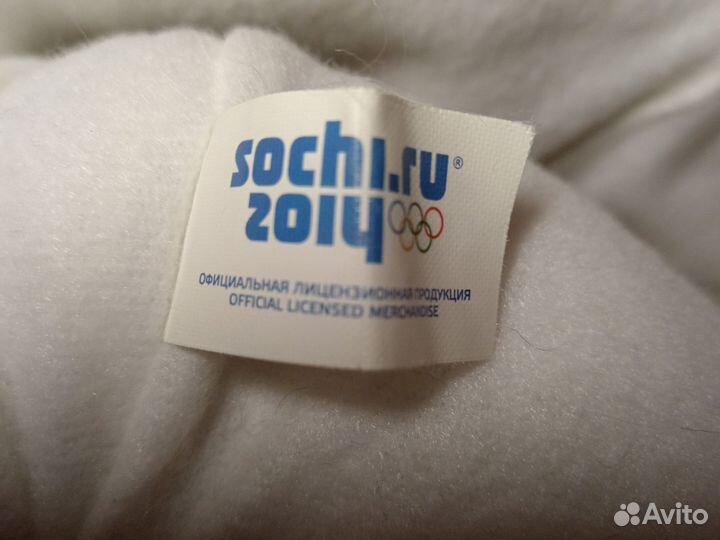 sochi.ru®
2014
ОФИЦИАЛЬНАЯ ЛИЦЕНЗИОННАЯ ПРОДУКЦИЯ
OFFICIAL LICENSED MERCHANDISE
Avito